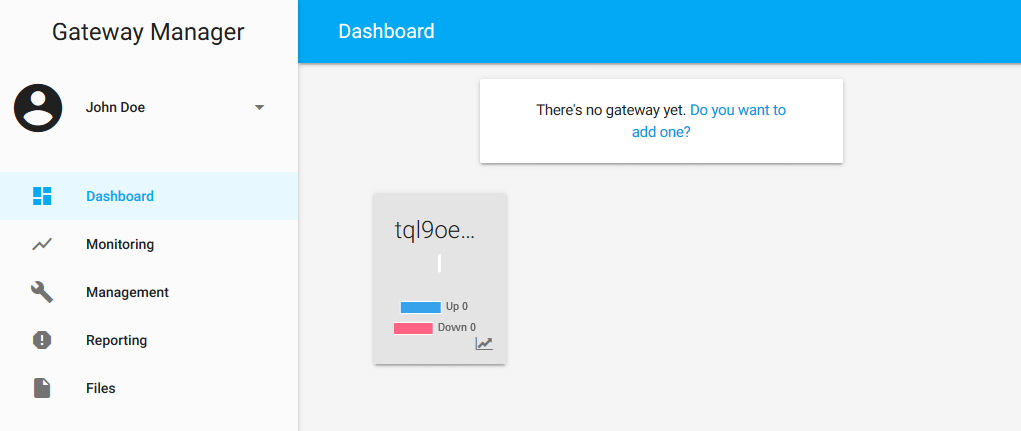 Gateway Manager
Dashboard
John Doe
There's no gateway yet. Do you want to
add one?
Dashboard
Monitoring
Management
Reporting
Files
tql9oe...
Up 0
Down 0